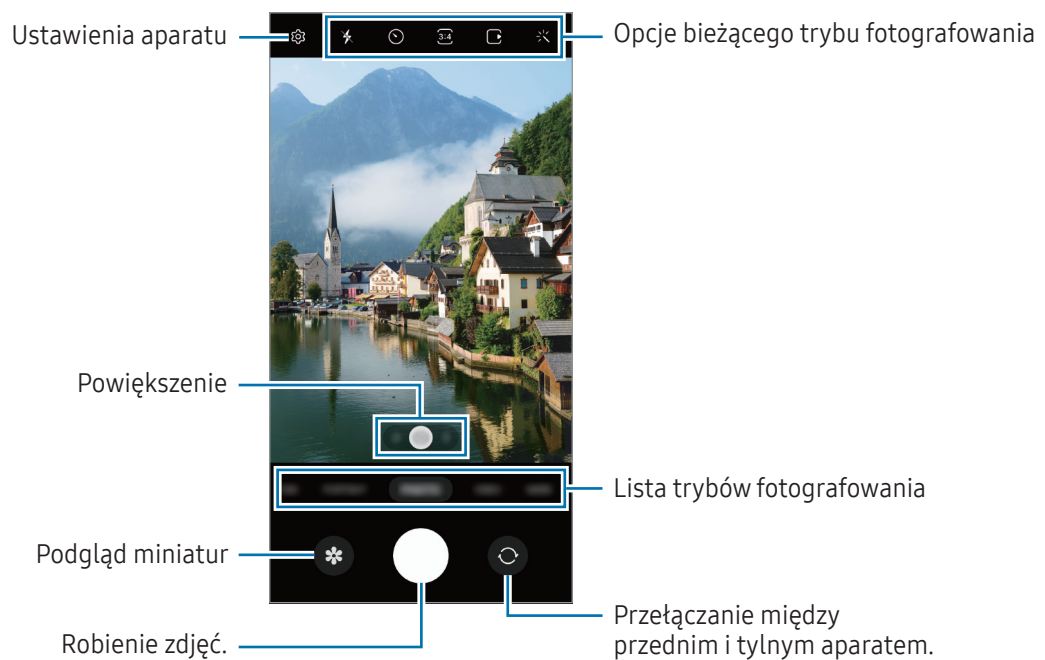 Ustawienia aparatu
Opcje bieżącego trybu fotografowania
3:4
Powiększenie
Lista trybów fotografowania
Podgląd miniatur
Robienie zdjęć.
Przełączanie między
przednim i tylnym aparatem.